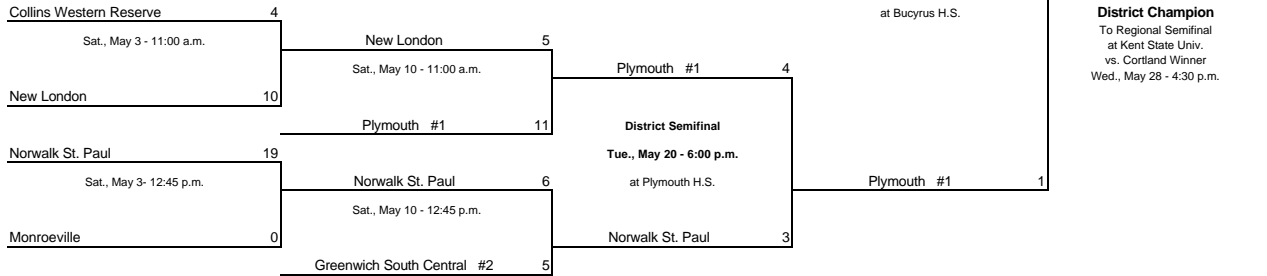 Collins Western Reserve 4
at Bucyrus H.S.
District Champion
Sat., May 3 - 11:00 a.m.
New London 5
To Regional Semifinal
at Kent State Univ.
vs. Cortland Winner
Wed., May 28 - 4:30 p.m.
Sat., May 10 - 11:00 a.m.
Plymouth #1 4
New London 10
Plymouth #1 11
District Semifinal
Norwalk St. Paul 19
Tue., May 20 - 6:00 p.m.
Sat., May 3- 12:45 p.m.
Norwalk St. Paul 6
at Plymouth H.S.
Plymouth #1 1
Sat., May 10 - 12:45 p.m.
Monroeville 0
Norwalk St. Paul 3
Greenwich South Central #2 5